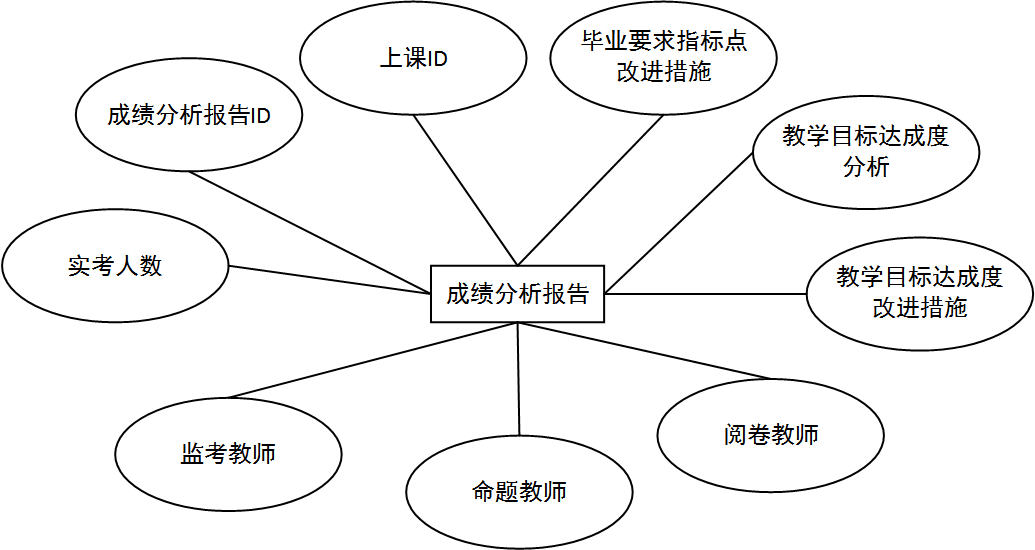 上课ID
毕业要求指标点
改进措施
成绩分析报告ID
教学目标达成度
分析
实考人数
成绩分析报告
教学目标达成度
改进措施
监考教师
命题教师
阅卷教师